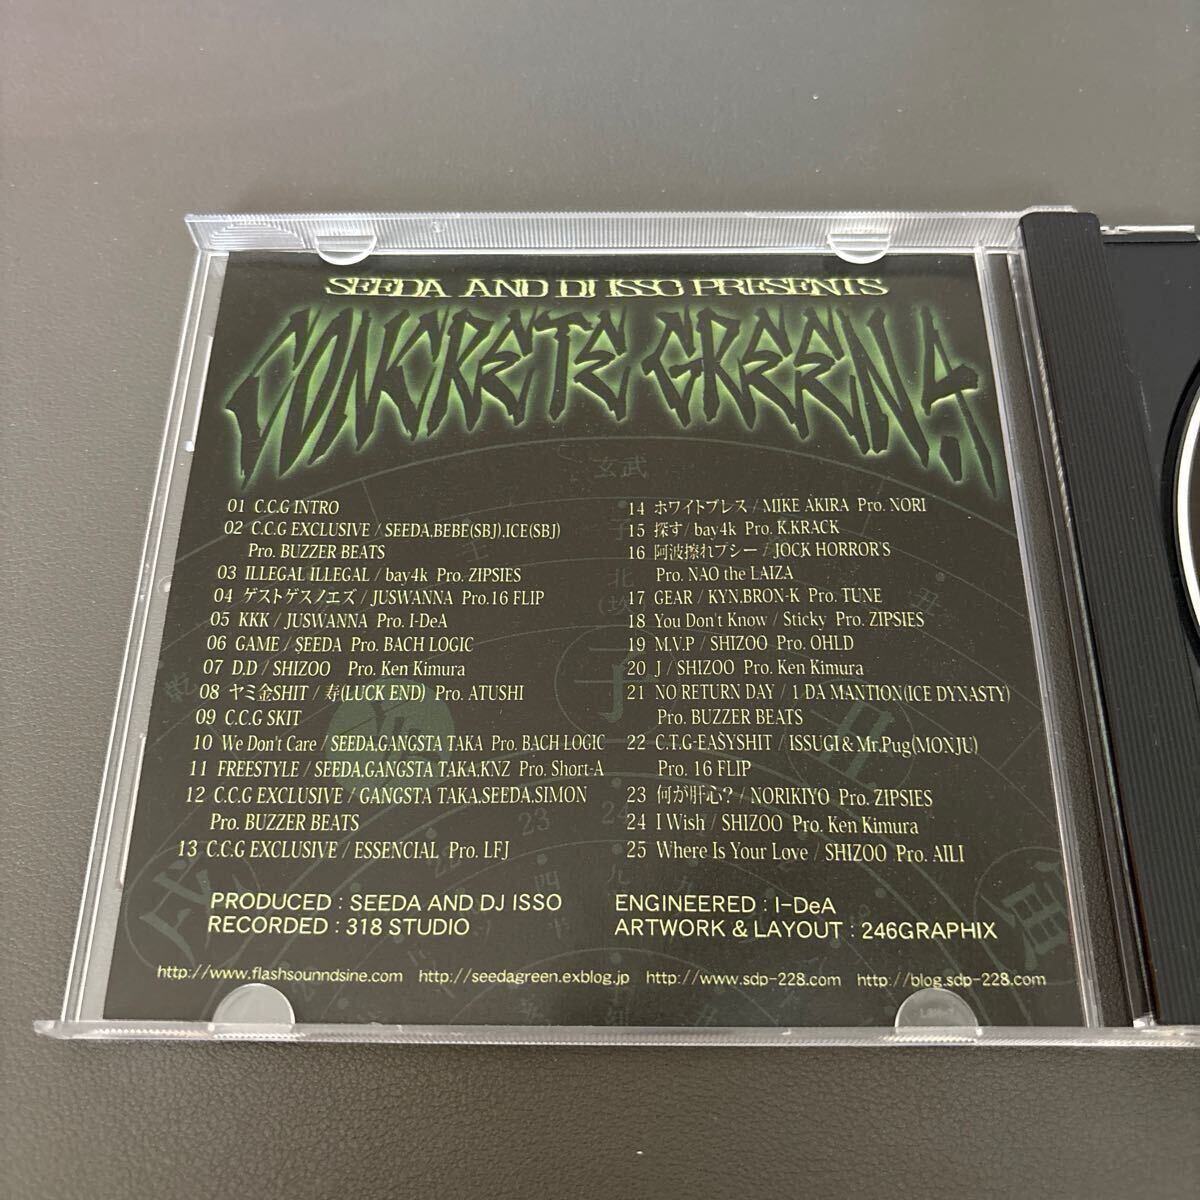 SEEDA AND DJ ISSO PRESENTS
CONCRETE GREEN.4
玄武
01 C.C.G INTRO
02 C.C.G EXCLUSIVE / SEEDA,BEBE(SBJ),ICE(SBJ)
Pro. BUZZER BEATS
03 ILLEGAL ILLEGAL / bay4k Pro. ZIPSIES
04 ゲストゲスノエズ / JUSWANNA Pro.16 FLIP
05 KKK / JUSWANNA Pro. I-DeA
06 GAME / SEEDA Pro. BACH LOGIC
07 D.D / SHIZOO Pro. Ken Kimura
08 ヤミ金SHIT / 寿(LUCK END) Pro. ATUSHI
09 C.C.G SKIT
10 We Don't Care / SEEDA,GANGSTA TAKA Pro. BACH LOGIC
11 FREESTYLE / SEEDA,GANGSTA TAKA,KNZ Pro. Short-A
12 C.C.G EXCLUSIVE / GANGSTA TAKA,SEEDA,SIMON
Pro. BUZZER BEATS
13 C.C.G EXCLUSIVE / ESSENCIAL Pro. LFJ
14 ホワイトブレス / MIKE AKIRA Pro. NORI
15 探す / bay4k Pro. K.KRACK
16 阿波擦れプシー / JOCK HORROR'S
Pro. NAO the LAIZA
17 GEAR / KYN,BRON-K Pro. TUNE
18 You Don't Know / Sticky Pro. ZIPSIES
19 M.V.P / SHIZOO Pro. OHLD
20 J / SHIZOO Pro. Ken Kimura
21 NO RETURN DAY / 1 DA MANTION(ICE DYNASTY)
Pro. BUZZER BEATS
22 C.T.G-EASYSHIT / ISSUGI & Mr.Pug(MONJU)
Pro. 16 FLIP
23 何が肝心? / NORIKIYO Pro. ZIPSIES
24 I Wish / SHIZOO Pro. Ken Kimura
25 Where Is Your Love / SHIZOO Pro. AILI
PRODUCED : SEEDA AND DJ ISSO
RECORDED : 318 STUDIO
ENGINEERED : I-DeA
ARTWORK & LAYOUT : 246GRAPHIX
http://www.flashsounndsine.com http://seedagreen.exblog.jp http://www.sdp-228.com http://blog.sdp-228.com